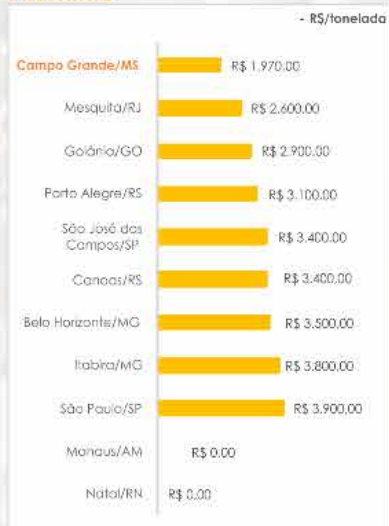 - R$/tonelada
Campo Grande/MS R$ 1.970,00
Mesquita/RJ R$ 2.600,00
Goiânia/GO R$ 2.900,00
Porto Alegre/RS R$ 3.100,00
São José dos
Campos/SP R$ 3.400,00
Canoas/RS R$ 3.400,00
Belo Horizonte/MG R$ 3.500,00
Itabira/MG R$ 3.800,00
São Paulo/SP R$ 3.900,00
Manaus/AM R$ 0,00
Natal/RN R$ 0,00